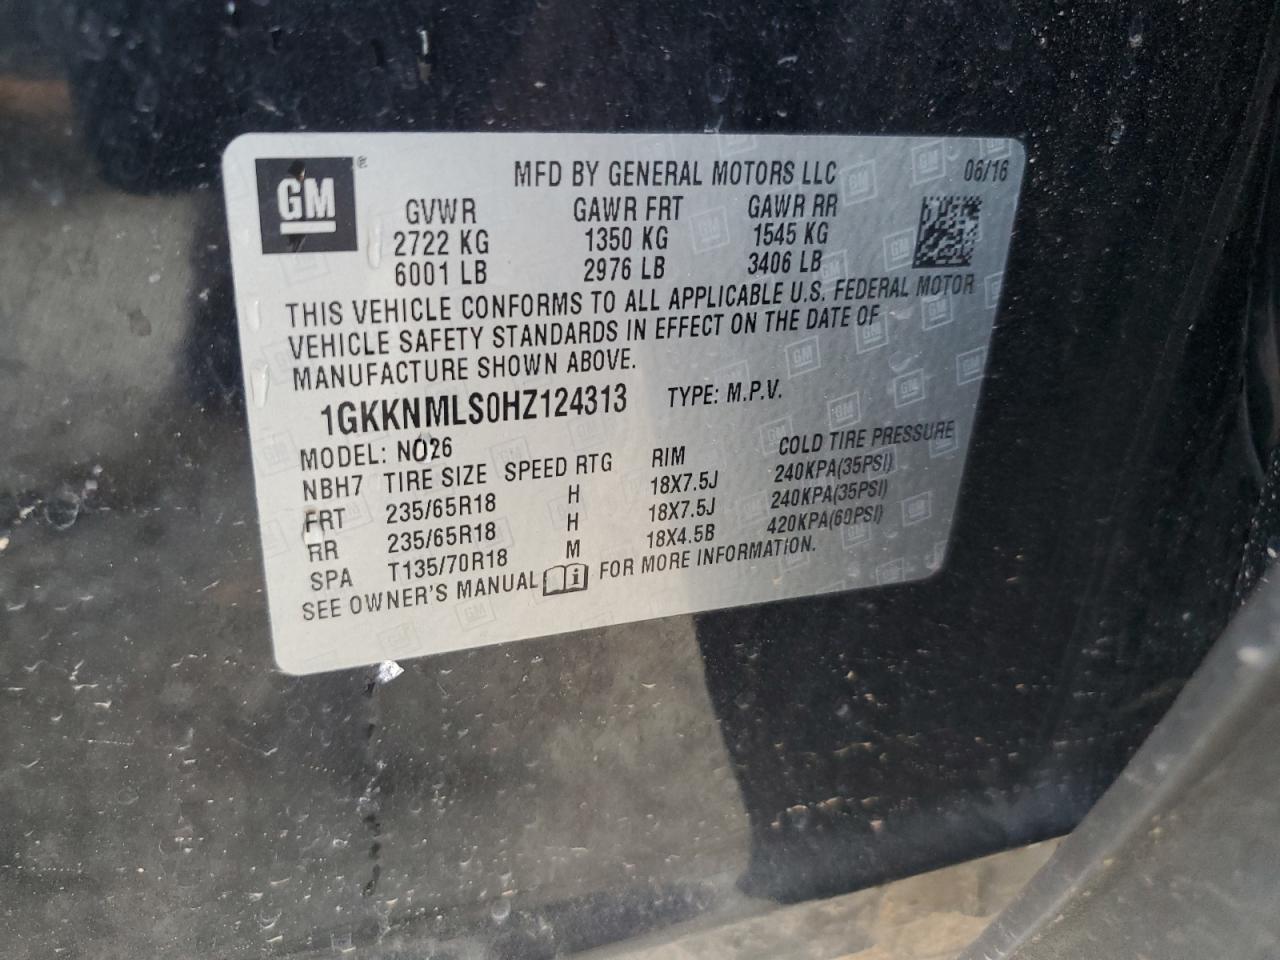 GM ®
MFD BY GENERAL MOTORS LLC 06/16
GVWR GAWR FRT GAWR RR
2722 KG 1350 KG 1545 KG
6001 LB 2976 LB 3406 LB
THIS VEHICLE CONFORMS TO ALL APPLICABLE U.S. FEDERAL MOTOR
VEHICLE SAFETY STANDARDS IN EFFECT ON THE DATE OF
MANUFACTURE SHOWN ABOVE.
1GKKNMLS0HZ124313 TYPE: M.P.V.
MODEL: NO26
NBH7 TIRE SIZE SPEED RTG RIM COLD TIRE PRESSURE
FRT 235/65R18 H 18X7.5J 240KPA(35PSI)
RR 235/65R18 H 18X7.5J 240KPA(35PSI)
SPA T135/70R18 M 18X4.5B 420KPA(60PSI)
SEE OWNER'S MANUAL FOR MORE INFORMATION.